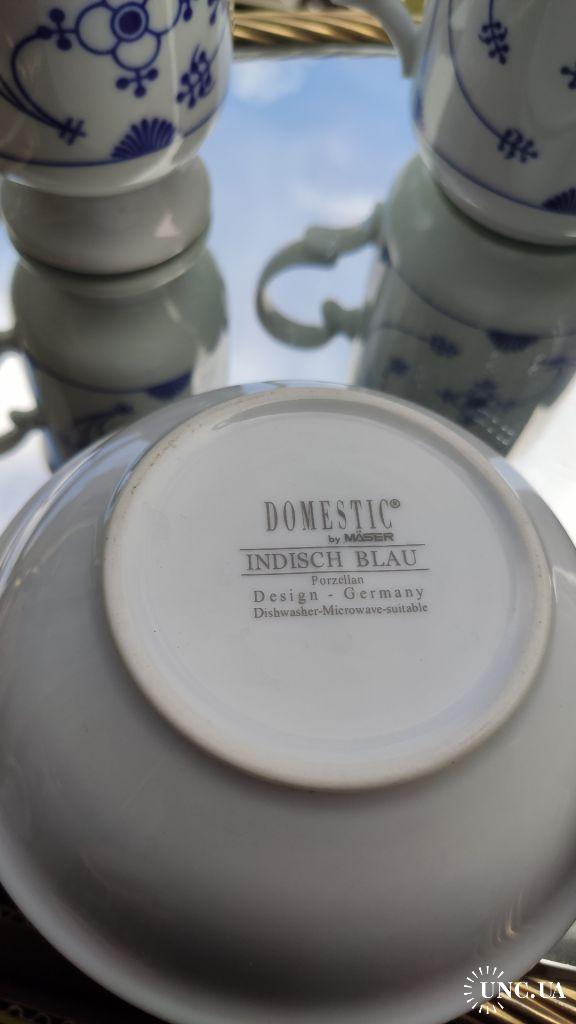 DOMESTIC®
by MÄSER
INDISCH BLAU
Porzellan
Design - Germany
Dishwasher-Microwave-suitable
UNC.UA